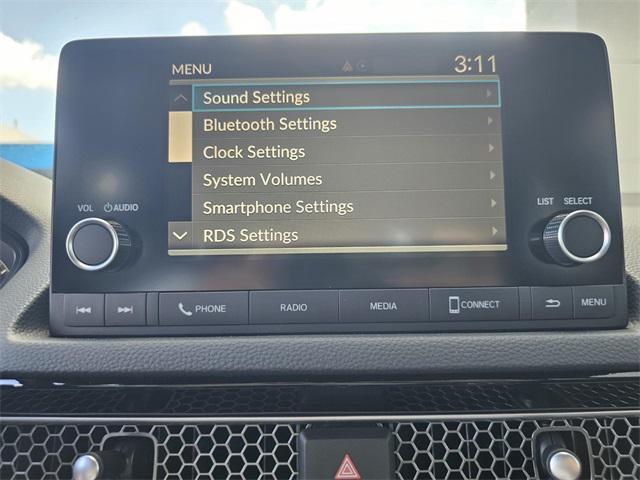 MENU 3:11
Sound Settings
Bluetooth Settings
Clock Settings
System Volumes
Smartphone Settings
RDS Settings
VOL AUDIO
LIST SELECT
PHONE RADIO MEDIA CONNECT MENU